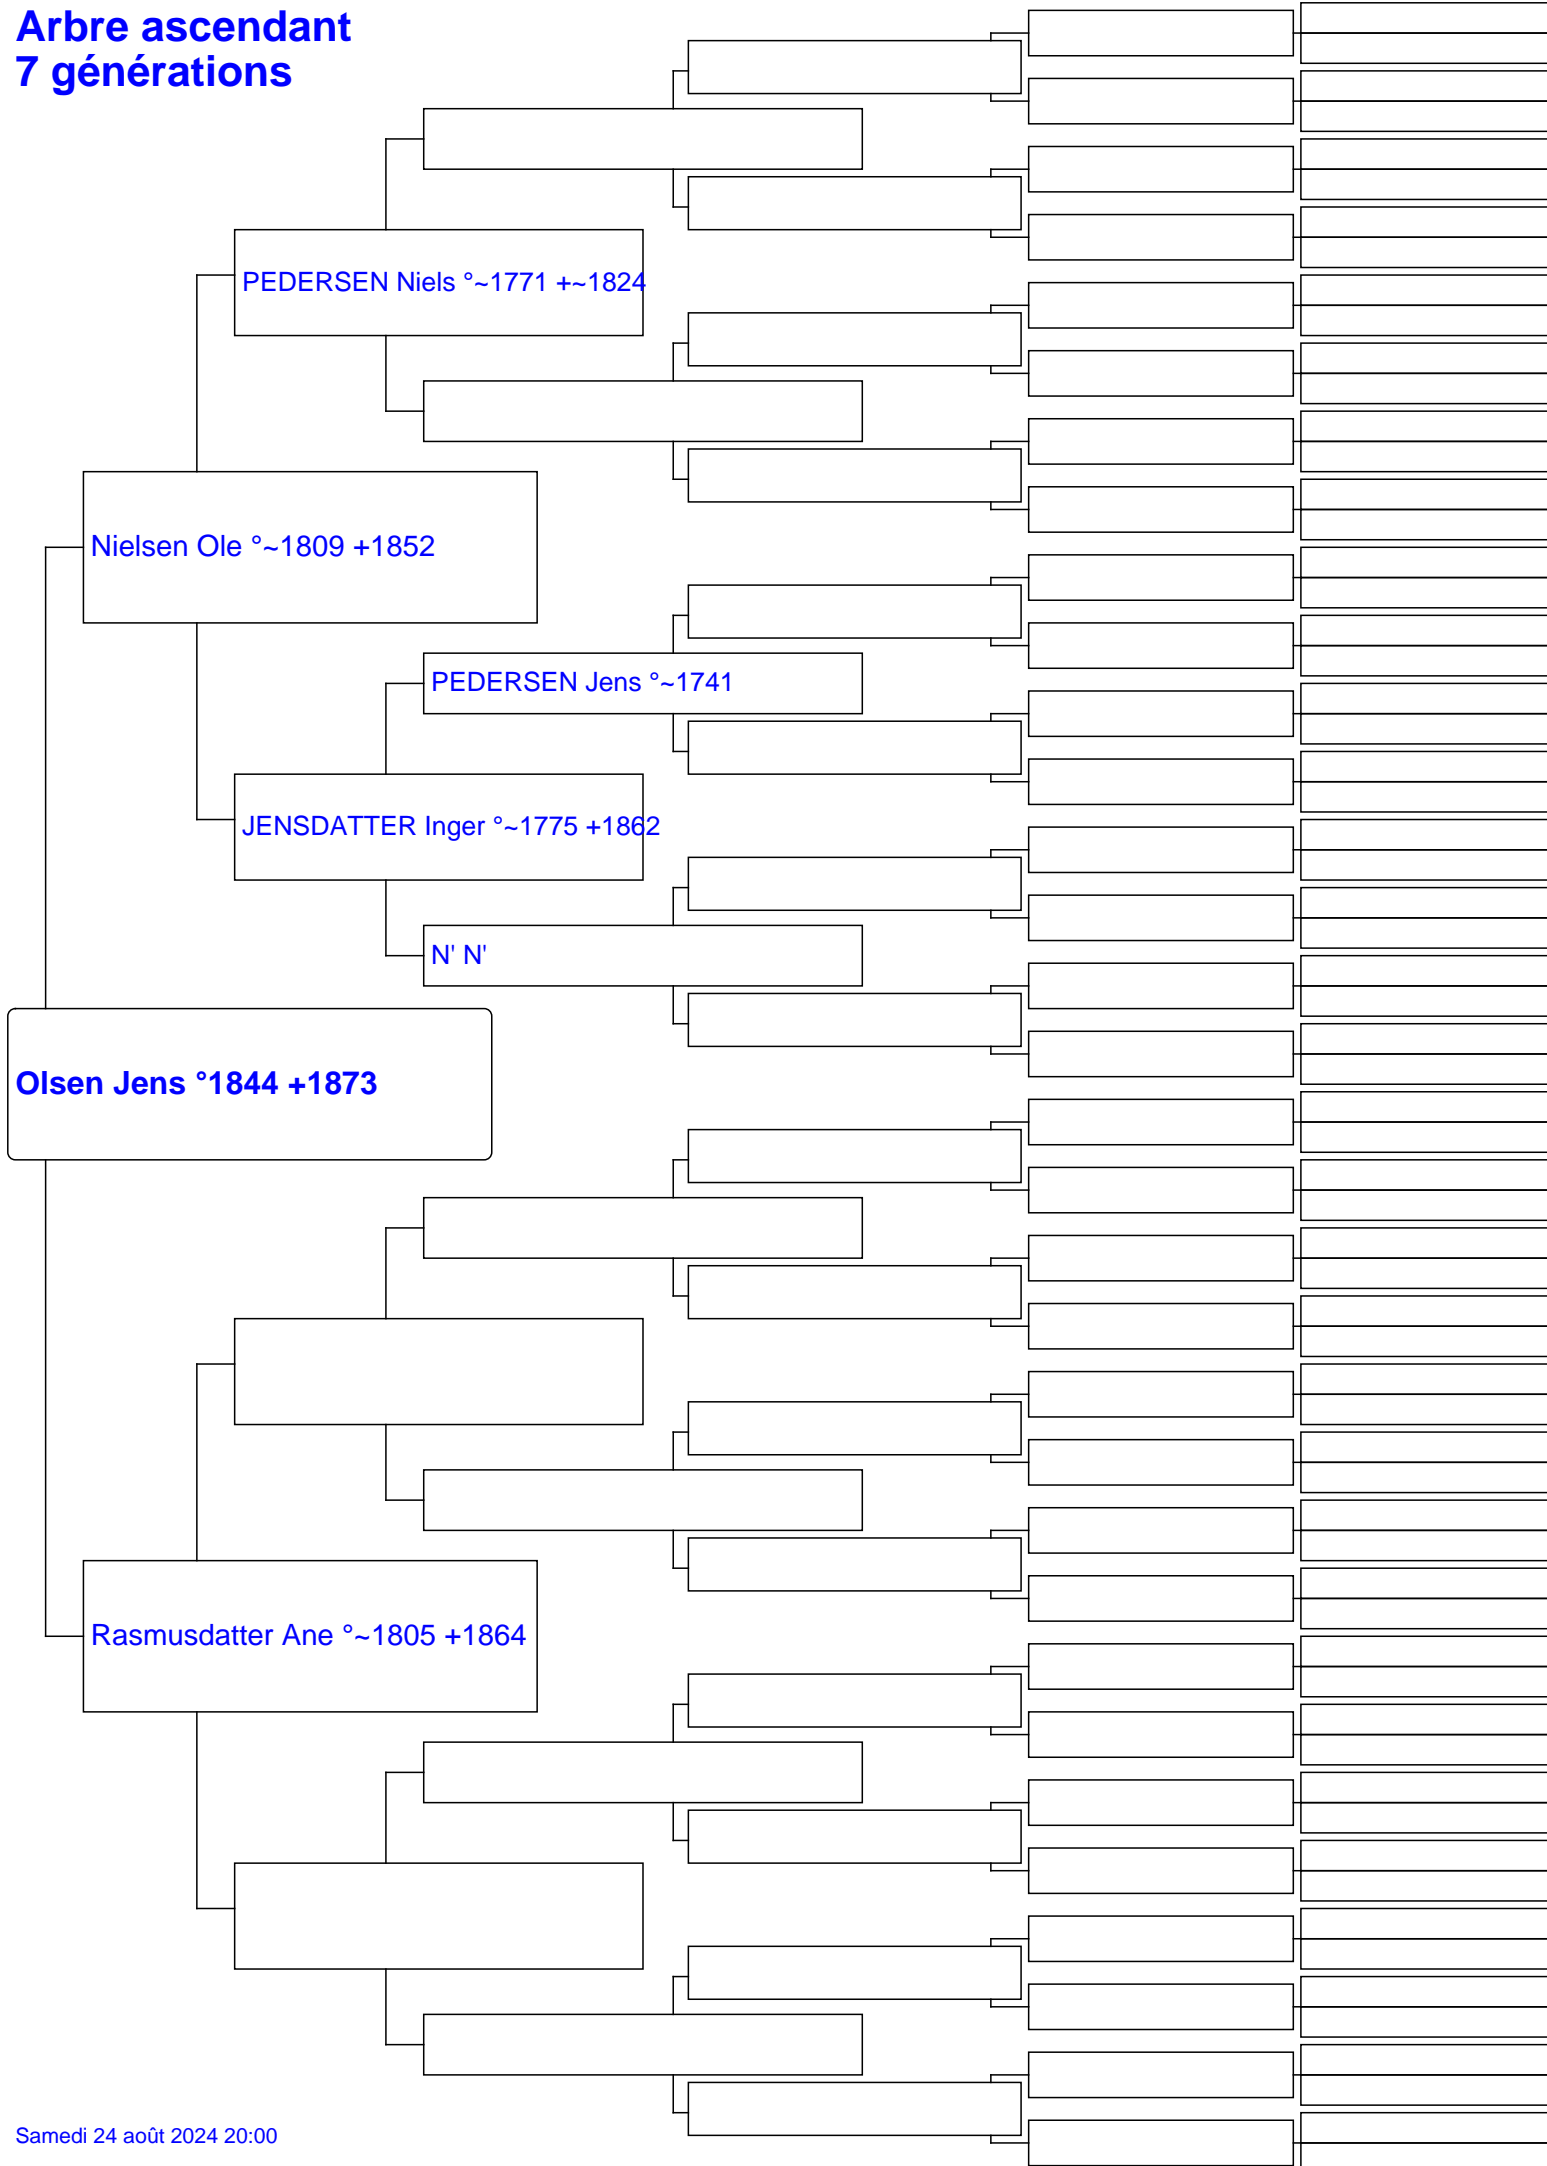 Arbre ascendant
7 générations
PEDERSEN Niels °~1771 +~1824
Nielsen Ole °~1809 +1852
PEDERSEN Jens °~1741
JENSDATTER Inger °~1775 +1862
N' N'
Olsen Jens °1844 +1873
Rasmusdatter Ane °~1805 +1864
Samedi 24 août 2024 20:00